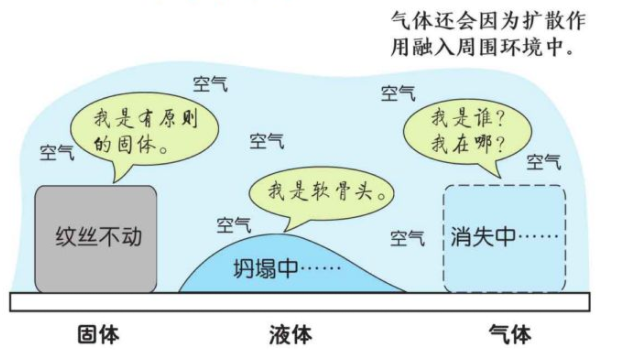 气体还会因为扩散作
用融入周围环境中。
空气
空气
我是有原则
的固体。
我是谁？
我在哪？
空气
空气
空气
我是软骨头。
空气
空气
纹丝不动
坍塌中……
消失中……
固体
液体
气体